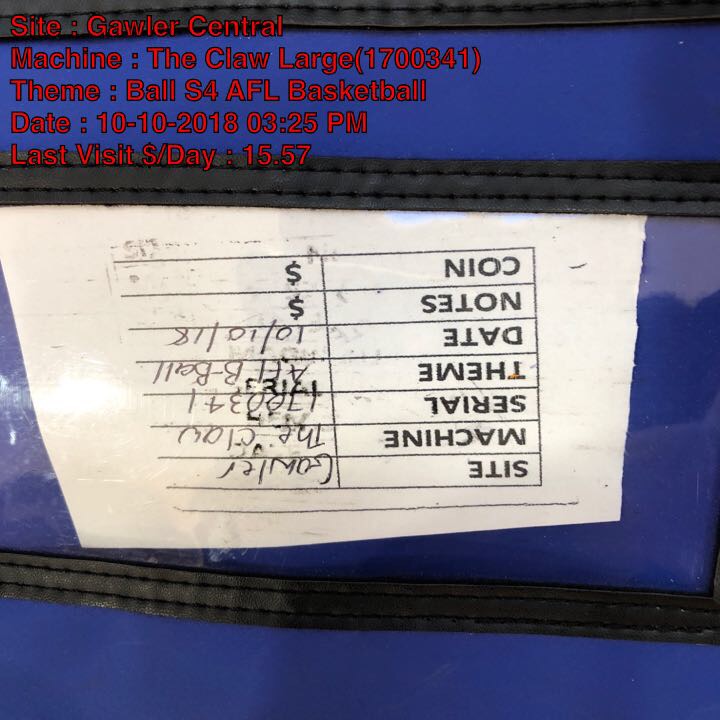 Site : Gawler Central
Machine : The Claw Large(1700341)
Theme : Ball S4 AFL Basketball
Date : 10-10-2018 03:25 PM
Last Visit $/Day : 15.57
SITE Gawler
MACHINE The Claw
SERIAL 1700341
THEME AFL B-Ball
DATE 10/10/18
NOTES $
COIN $